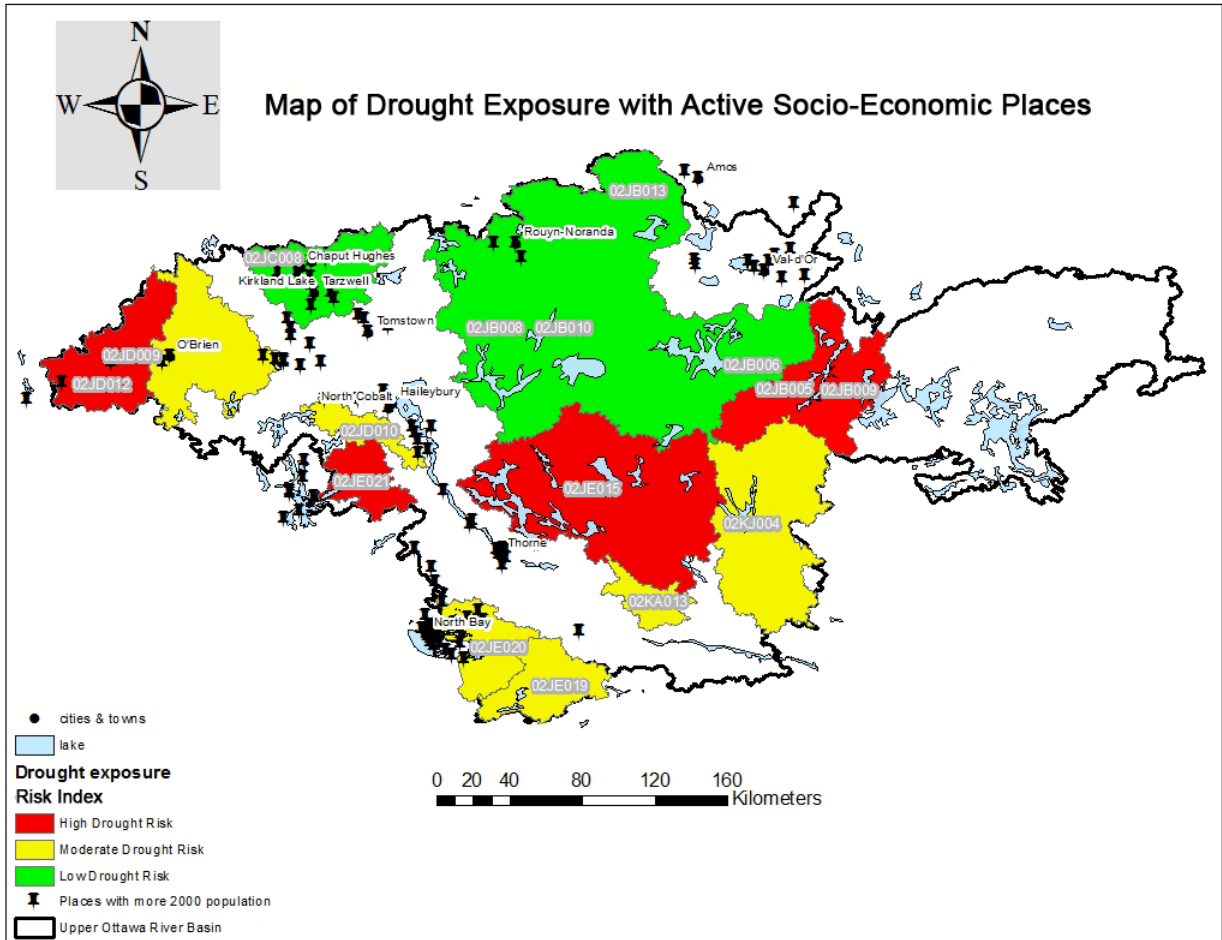 N
W E
S
Map of Drought Exposure with Active Socio-Economic Places
Amos
02JB013
Rouyn-Noranda
02JC008 Chaput Hughes
Val-d'Or
Kirkland Lake Tarzwell
Tomstown
02JB008 02JB010
O'Brien
02JD009
02JB006
02JD012
02JB005 02JB009
North Cobalt Haileybury
02JD010
02JE021
02JE015
02KJ004
Thorne
02KA013
North Bay
02JE020
02JE019
cities & towns
lake
Drought exposure
Risk Index
High Drought Risk
Moderate Drought Risk
Low Drought Risk
Places with more 2000 population
Upper Ottawa River Basin
0 20 40 80 120 160
Kilometers